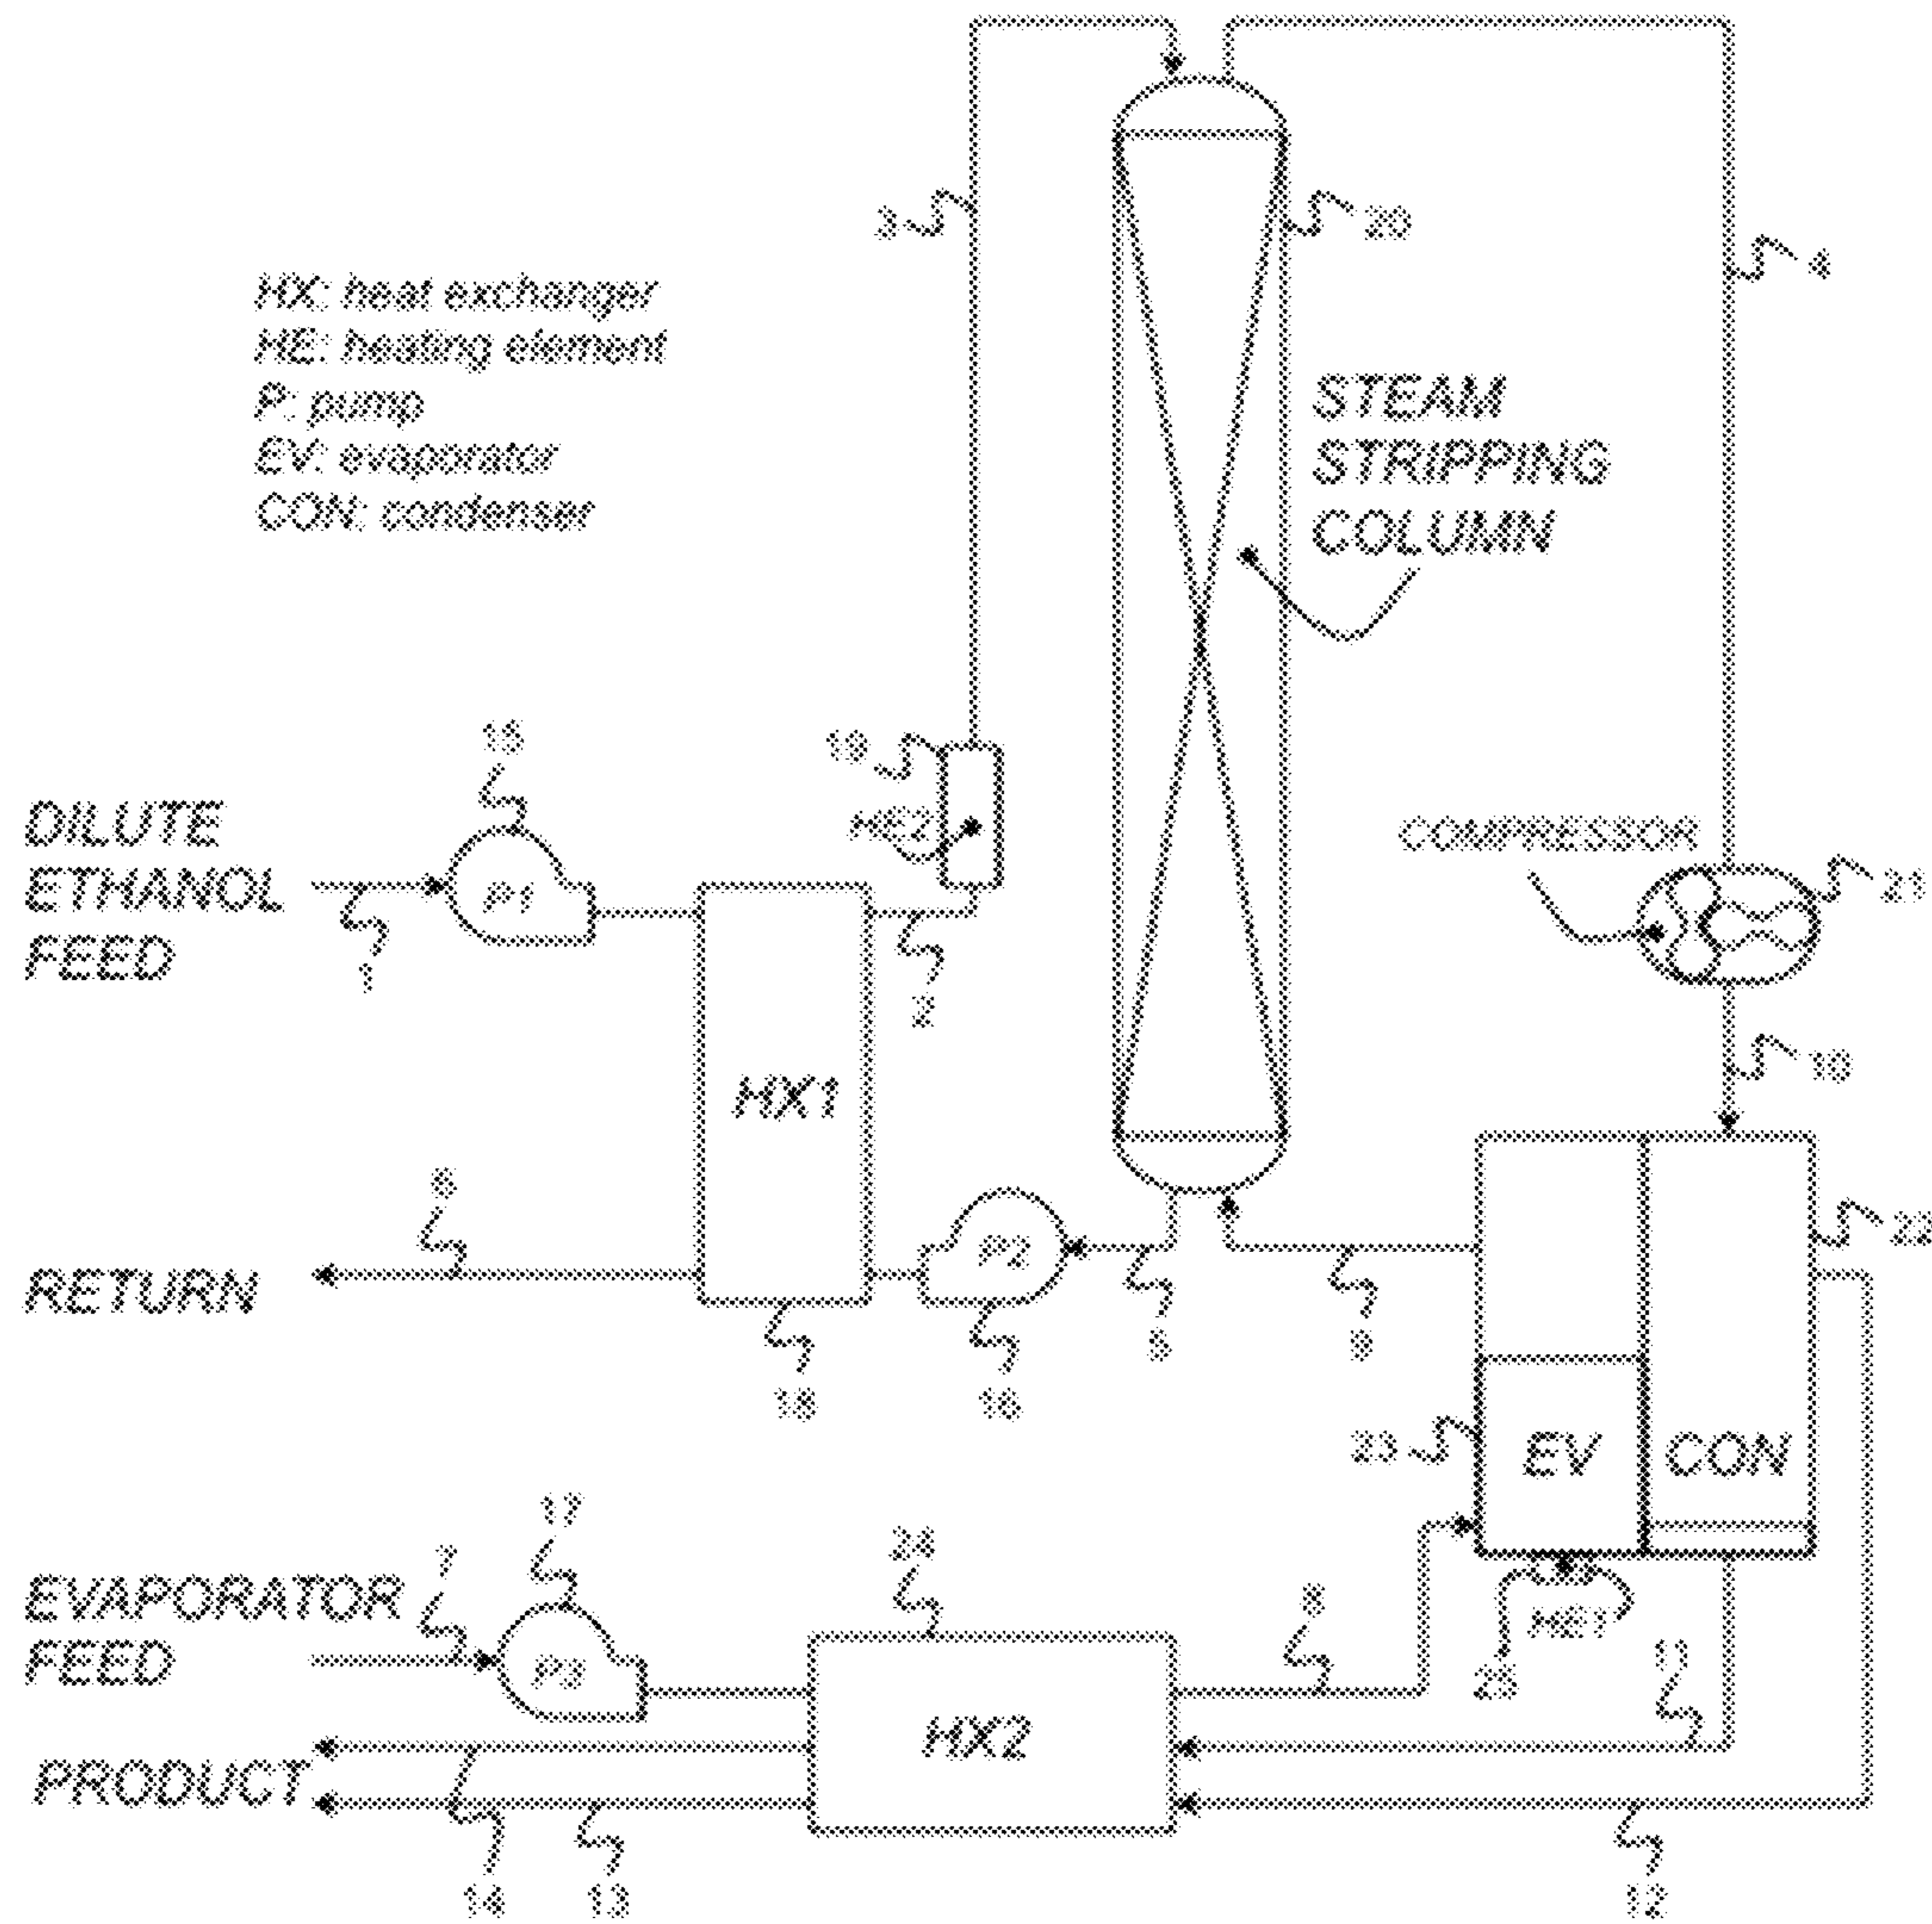 3
20
4
HX: heat exchanger
HE: heating element
P: pump
EV: evaporator
CON: condenser
STEAM
STRIPPING
COLUMN
15
19
HE2
DILUTE
ETHANOL
FEED
P1
1
2
COMPRESSOR
21
10
HX1
6
RETURN
P2
22
5
9
18
16
23
EV
CON
17
24
7
8
EVAPORATOR
FEED
P3
HE1
25
11
HX2
PRODUCT
14
13
12